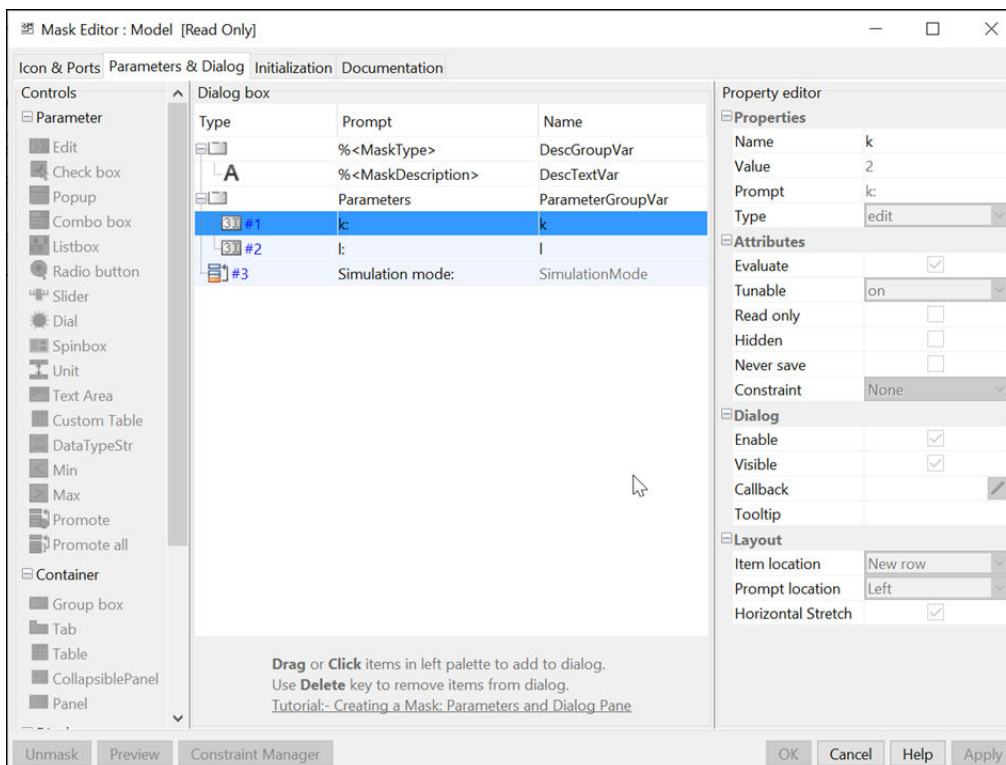 Mask Editor : Model [Read Only]
Icon & Ports Parameters & Dialog Initialization Documentation
Controls
Parameter
Edit
Check box
Popup
Combo box
Listbox
Radio button
Slider
Dial
Spinbox
Unit
Text Area
Custom Table
DataTypeStr
Min
Max
Promote
Promote all
Container
Group box
Tab
Table
CollapsiblePanel
Panel
Dialog box
Type Prompt Name
%<MaskType> DescGroupVar
A %<MaskDescription> DescTextVar
Parameters ParameterGroupVar
#1 k: k
#2 l: l
#3 Simulation mode: SimulationMode
Drag or Click items in left palette to add to dialog.
Use Delete key to remove items from dialog.
Tutorial:- Creating a Mask: Parameters and Dialog Pane
Property editor
Properties
Name k
Value 2
Prompt k:
Type edit
Attributes
Evaluate
Tunable on
Read only
Hidden
Never save
Constraint None
Dialog
Enable
Visible
Callback
Tooltip
Layout
Item location New row
Prompt location Left
Horizontal Stretch
Unmask Preview Constraint Manager OK Cancel Help Apply